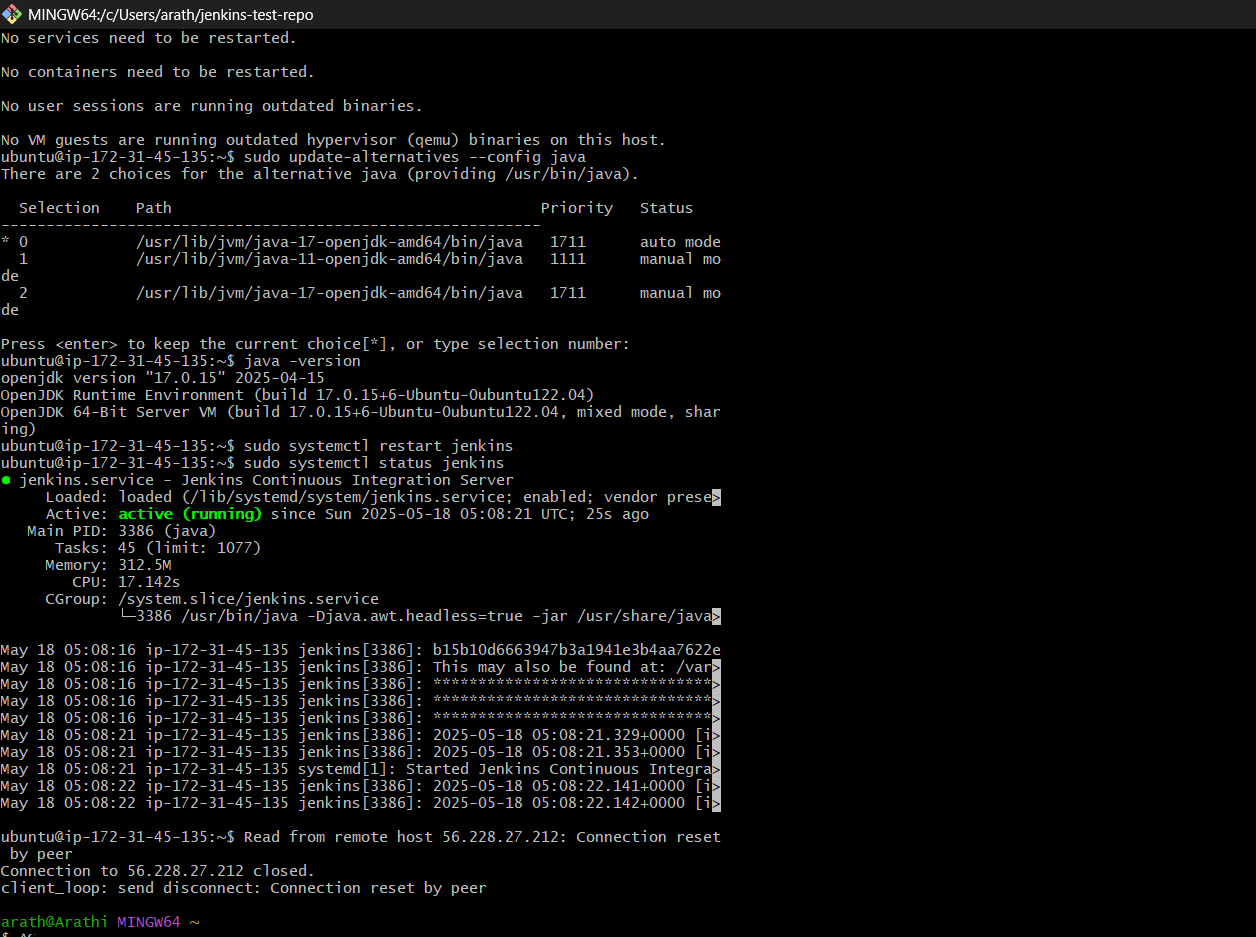 MINGW64:/c/Users/arath/jenkins-test-repo
No services need to be restarted.
No containers need to be restarted.
No user sessions are running outdated binaries.
No VM guests are running outdated hypervisor (qemu) binaries on this host.
ubuntu@ip-172-31-45-135:~$ sudo update-alternatives --config java
There are 2 choices for the alternative java (providing /usr/bin/java).
  Selection    Path                                         Priority   Status
------------------------------------------------------------
* 0            /usr/lib/jvm/java-17-openjdk-amd64/bin/java   1711      auto mode
  1            /usr/lib/jvm/java-11-openjdk-amd64/bin/java   1111      manual mo
de
  2            /usr/lib/jvm/java-17-openjdk-amd64/bin/java   1711      manual mo
de
Press <enter> to keep the current choice[*], or type selection number:
ubuntu@ip-172-31-45-135:~$ java -version
openjdk version "17.0.15" 2025-04-15
OpenJDK Runtime Environment (build 17.0.15+6-Ubuntu-0ubuntu122.04)
OpenJDK 64-Bit Server VM (build 17.0.15+6-Ubuntu-0ubuntu122.04, mixed mode, shar
ing)
ubuntu@ip-172-31-45-135:~$ sudo systemctl restart jenkins
ubuntu@ip-172-31-45-135:~$ sudo systemctl status jenkins
● jenkins.service - Jenkins Continuous Integration Server
     Loaded: loaded (/lib/systemd/system/jenkins.service; enabled; vendor prese>
     Active: active (running) since Sun 2025-05-18 05:08:21 UTC; 25s ago
   Main PID: 3386 (java)
      Tasks: 45 (limit: 1077)
     Memory: 312.5M
        CPU: 17.142s
     CGroup: /system.slice/jenkins.service
             └─3386 /usr/bin/java -Djava.awt.headless=true -jar /usr/share/java>
May 18 05:08:16 ip-172-31-45-135 jenkins[3386]: b15b10d6663947b3a1941e3b4aa7622e
May 18 05:08:16 ip-172-31-45-135 jenkins[3386]: This may also be found at: /var>
May 18 05:08:16 ip-172-31-45-135 jenkins[3386]: *******************************>
May 18 05:08:16 ip-172-31-45-135 jenkins[3386]: *******************************>
May 18 05:08:16 ip-172-31-45-135 jenkins[3386]: *******************************>
May 18 05:08:21 ip-172-31-45-135 jenkins[3386]: 2025-05-18 05:08:21.329+0000 [i>
May 18 05:08:21 ip-172-31-45-135 jenkins[3386]: 2025-05-18 05:08:21.353+0000 [i>
May 18 05:08:21 ip-172-31-45-135 systemd[1]: Started Jenkins Continuous Integra>
May 18 05:08:22 ip-172-31-45-135 jenkins[3386]: 2025-05-18 05:08:22.141+0000 [i>
May 18 05:08:22 ip-172-31-45-135 jenkins[3386]: 2025-05-18 05:08:22.142+0000 [i>
ubuntu@ip-172-31-45-135:~$ Read from remote host 56.228.27.212: Connection reset
 by peer
Connection to 56.228.27.212 closed.
client_loop: send disconnect: Connection reset by peer
arath@Arathi MINGW64 ~